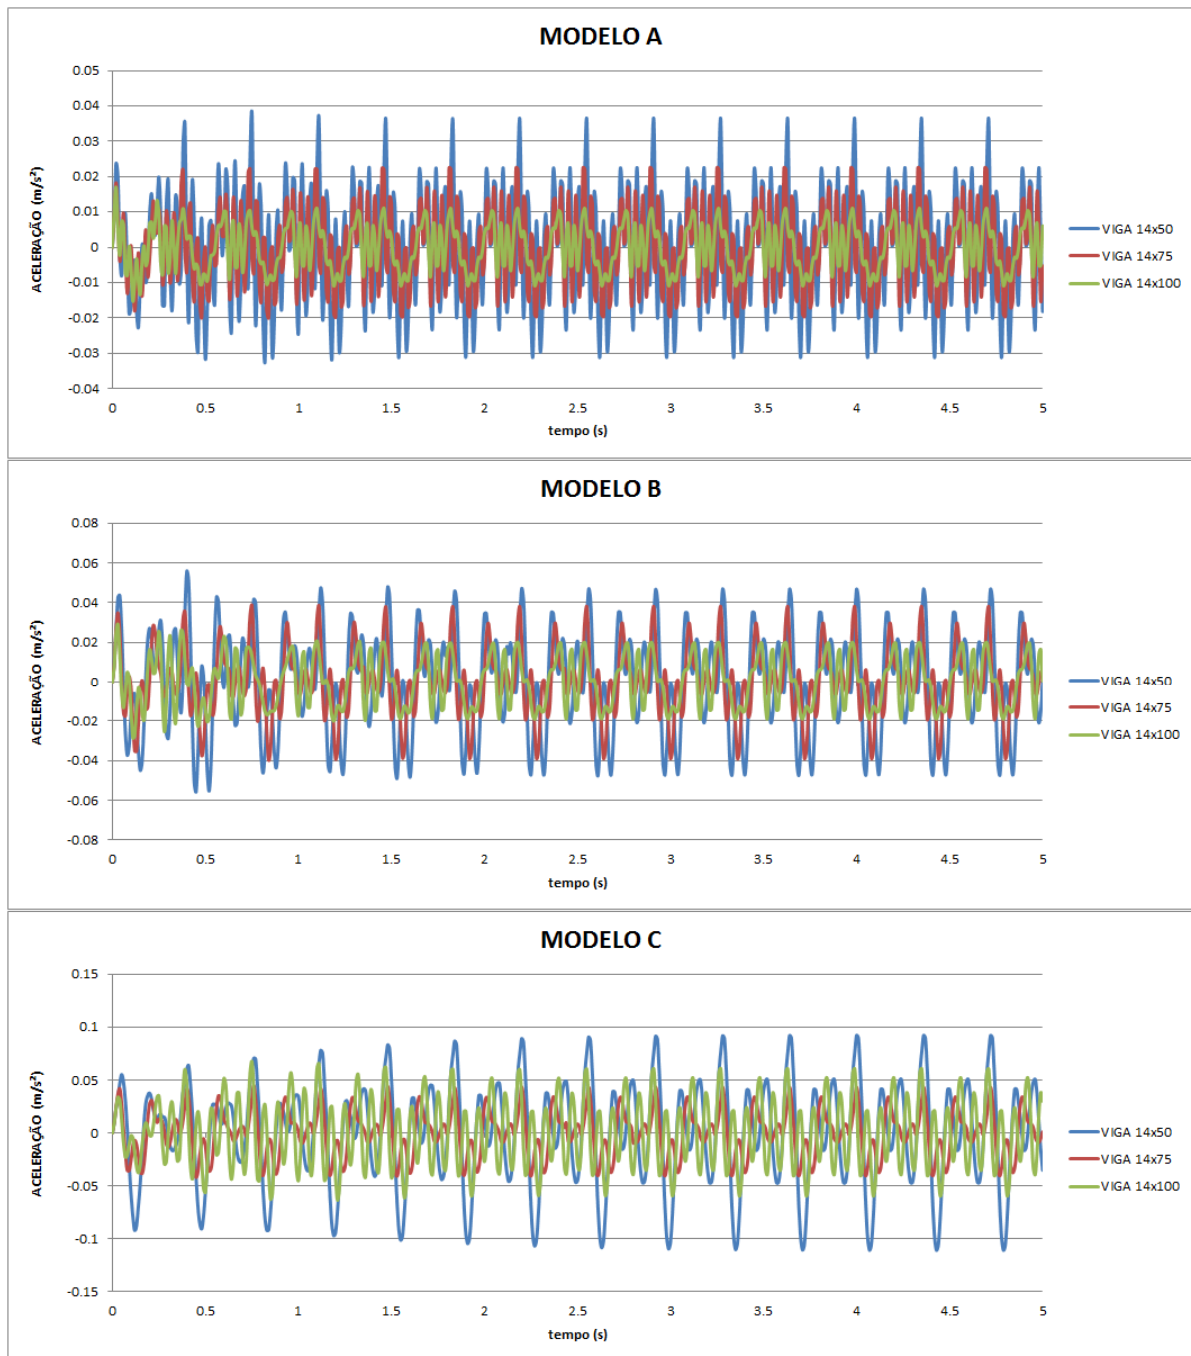 MODELO A
0.05
0.04
0.03
0.02
0.01
0
-0.01
-0.02
-0.03
-0.04
ACELERAÇÃO (m/s²)
0 0.5 1 1.5 2 2.5 3 3.5 4 4.5 5
tempo (s)
VIGA 14x50
VIGA 14x75
VIGA 14x100
MODELO B
0.08
0.06
0.04
0.02
0
-0.02
-0.04
-0.06
-0.08
ACELERAÇÃO (m/s²)
0 0.5 1 1.5 2 2.5 3 3.5 4 4.5 5
tempo (s)
VIGA 14x50
VIGA 14x75
VIGA 14x100
MODELO C
0.15
0.1
0.05
0
-0.05
-0.1
-0.15
ACELERAÇÃO (m/s²)
0 0.5 1 1.5 2 2.5 3 3.5 4 4.5 5
tempo (s)
VIGA 14x50
VIGA 14x75
VIGA 14x100